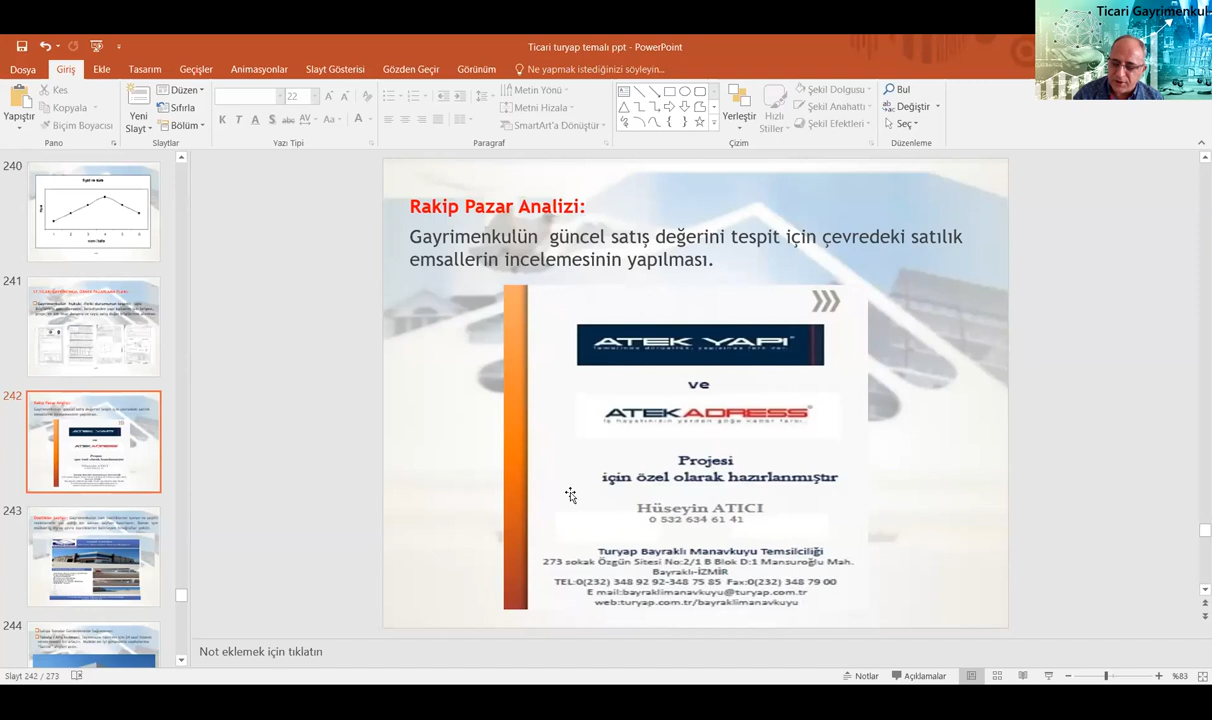 Ticari Gayrimenkul
Ticari turyap temalı ppt - PowerPoint
Dosya Giriş Ekle Tasarım Geçişler Animasyonlar Slayt Gösterisi Gözden Geçir Görünüm Ne yapmak istediğinizi söyleyin...
Yapıştır
Kes
Kopyala
Biçim Boyacısı
Pano
Yeni
Slayt
Düzen
Sıfırla
Bölüm
Slaytlar
22
K T A S abc AV Aa A
Yazı Tipi
Metin Yönü
Metni Hizala
SmartArt'a Dönüştür
Paragraf
Yerleştir
Hızlı
Stiller
Şekil Dolgusu
Şekil Anahattı
Şekil Efektleri
Çizim
Bul
Değiştir
Seç
Düzenleme
240
241
242
243
244
Rakip Pazar Analizi:
Gayrimenkulün güncel satış değerini tespit için çevredeki satılık
emsallerin incelemesinin yapılması.
ATEK YAPI
ve
ATEKADRESS
Projesi
için özel olarak hazırlanmıştır
Hüseyin ATICI
0 532 634 61 41
Turyap Bayraklı Manavkuyu Temsilciliği
273 sokak Özgün Sitesi No:2/1 B Blok D:1 Mansuroğlu Mah.
Bayraklı-İZMİR
TEL:0(232) 348 92 92-348 75 85 Fax:0(232) 348 79 00
E mail:bayraklimanavkuyu@turyap.com.tr
web:turyap.com.tr/bayraklimanavkuyu
Not eklemek için tıklatın
Slayt 242 / 273
Notlar
Açıklamalar
%83